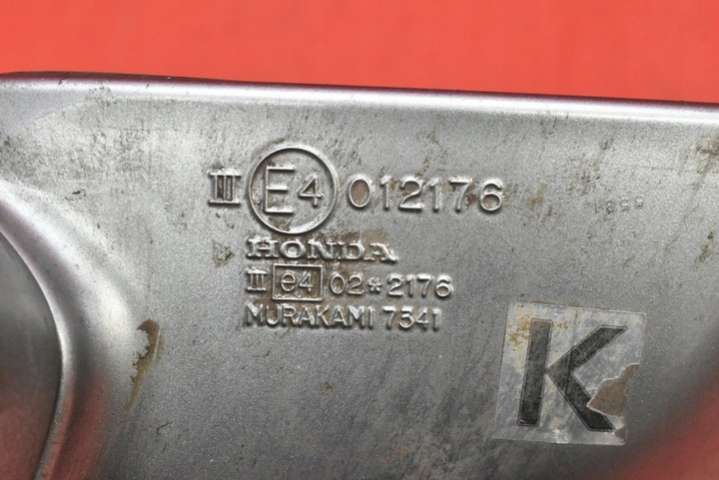 III E4 012176
HONDA
III e4 02*2176
MURAKAMI 7541
K